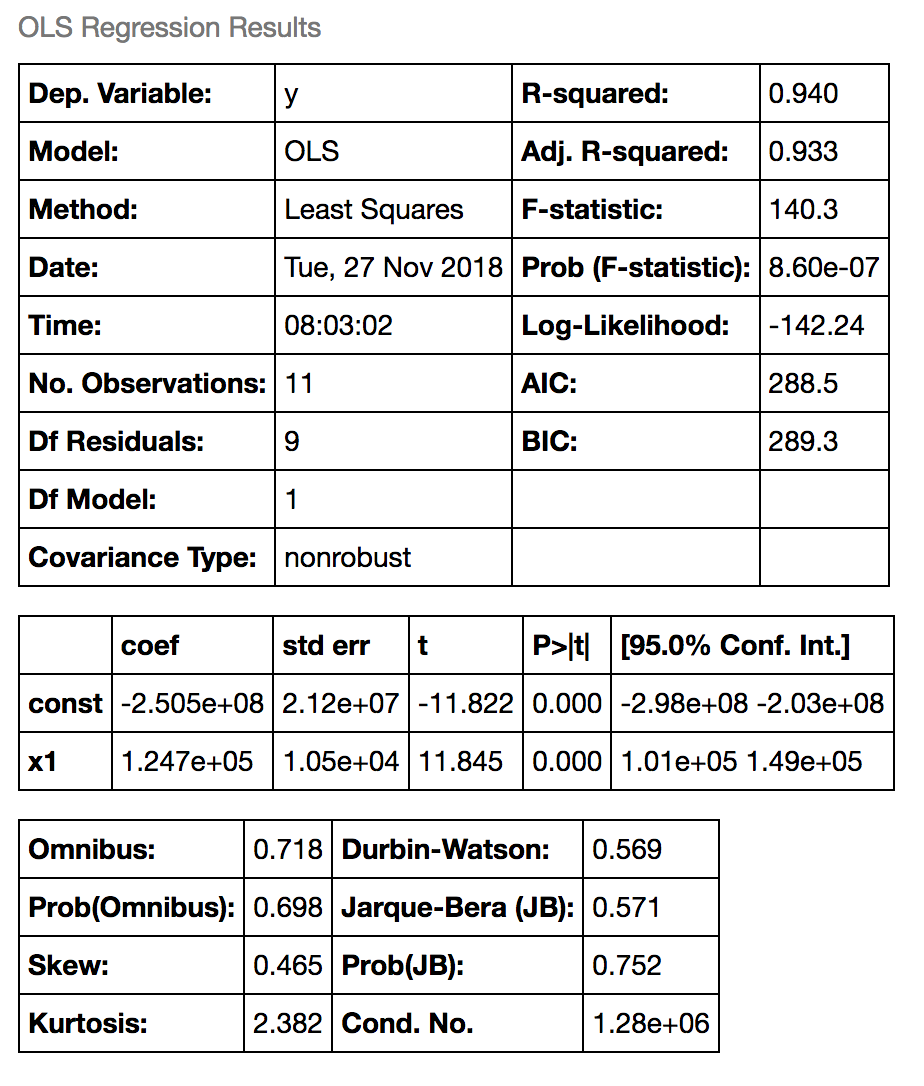 OLS Regression Results
Dep. Variable: y R-squared: 0.940
Model: OLS Adj. R-squared: 0.933
Method: Least Squares F-statistic: 140.3
Date: Tue, 27 Nov 2018 Prob (F-statistic): 8.60e-07
Time: 08:03:02 Log-Likelihood: -142.24
No. Observations: 11 AIC: 288.5
Df Residuals: 9 BIC: 289.3
Df Model: 1
Covariance Type: nonrobust
coef std err t P>|t| [95.0% Conf. Int.]
const -2.505e+08 2.12e+07 -11.822 0.000 -2.98e+08 -2.03e+08
x1 1.247e+05 1.05e+04 11.845 0.000 1.01e+05 1.49e+05
Omnibus: 0.718 Durbin-Watson: 0.569
Prob(Omnibus): 0.698 Jarque-Bera (JB): 0.571
Skew: 0.465 Prob(JB): 0.752
Kurtosis: 2.382 Cond. No. 1.28e+06